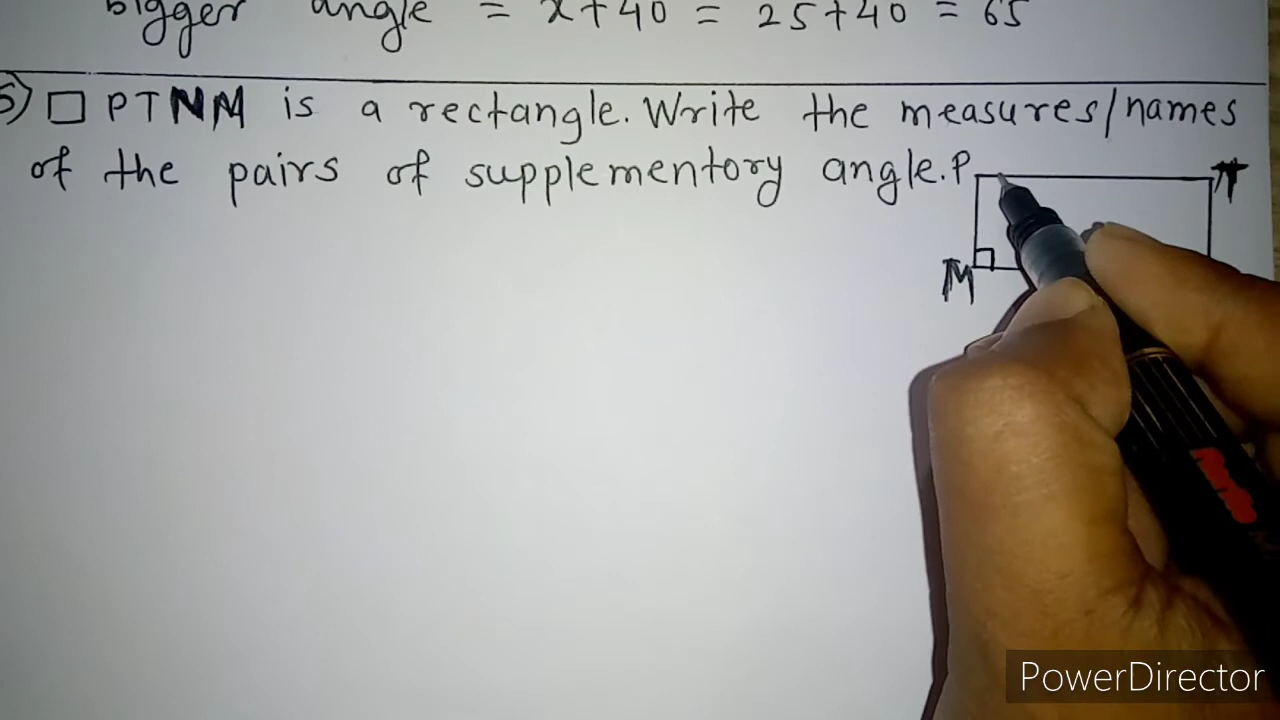 bigger angle = x+40 = 25+40 = 65
5) □ PTNM is a rectangle. Write the measures/names
of the pairs of supplementory angle. P T
M
PowerDirector